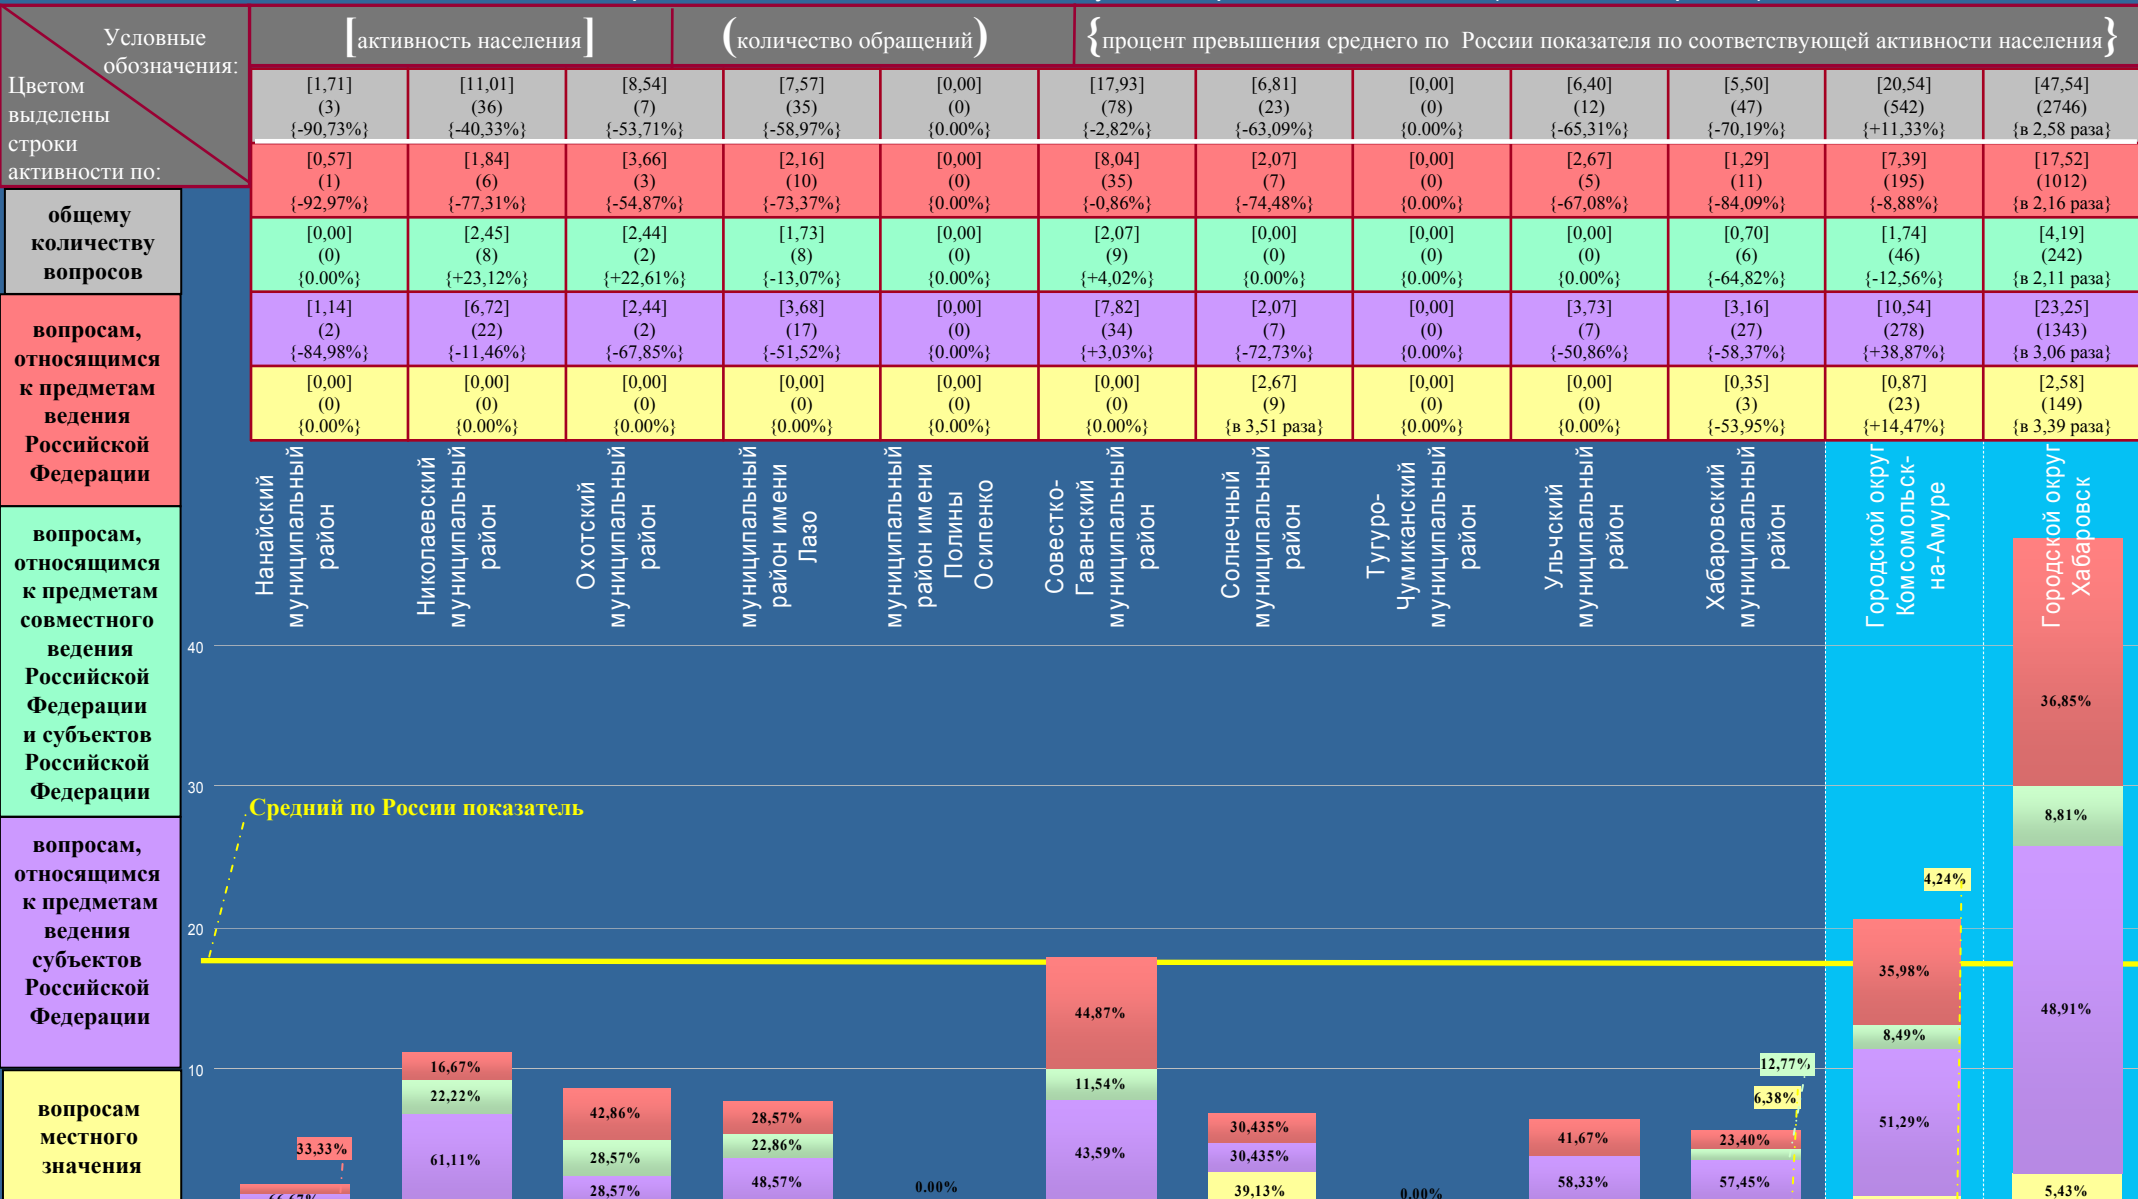 Условные
обозначения:
Цветом
выделены
строки
активности по:
[активность населения]
(количество обращений)
{процент превышения среднего по России показателя по соответствующей активности населения}
[1,71] [11,01] [8,54] [7,57] [0,00] [17,93] [6,81] [0,00] [6,40] [5,50] [20,54] [47,54]
(3) (36) (7) (35) (0) (78) (23) (0) (12) (47) (542) (2746)
{-90,73%} {-40,33%} {-53,71%} {-58,97%} {0.00%} {-2,82%} {-63,09%} {0.00%} {-65,31%} {-70,19%} {+11,33%} {в 2,58 раза}
[0,57] [1,84] [3,66] [2,16] [0,00] [8,04] [2,07] [0,00] [2,67] [1,29] [7,39] [17,52]
(1) (6) (3) (10) (0) (35) (7) (0) (5) (11) (195) (1012)
{-92,97%} {-77,31%} {-54,87%} {-73,37%} {0.00%} {-0,86%} {-74,48%} {0.00%} {-67,08%} {-84,09%} {-8,88%} {в 2,16 раза}
[0,00] [2,45] [2,44] [1,73] [0,00] [2,07] [0,00] [0,00] [0,00] [0,70] [1,74] [4,19]
(0) (8) (2) (8) (0) (9) (0) (0) (0) (6) (46) (242)
{0.00%} {+23,12%} {+22,61%} {-13,07%} {0.00%} {+4,02%} {0.00%} {0.00%} {0.00%} {-64,82%} {-12,56%} {в 2,11 раза}
[1,14] [6,72] [2,44] [3,68] [0,00] [7,82] [2,07] [0,00] [3,73] [3,16] [10,54] [23,25]
(2) (22) (2) (17) (0) (34) (7) (0) (7) (27) (278) (1343)
{-84,98%} {-11,46%} {-67,85%} {-51,52%} {0.00%} {+3,03%} {-72,73%} {0.00%} {-50,86%} {-58,37%} {+38,87%} {в 3,06 раза}
[0,00] [0,00] [0,00] [0,00] [0,00] [0,00] [2,67] [0,00] [0,00] [0,35] [0,87] [2,58]
(0) (0) (0) (0) (0) (0) (9) (0) (0) (3) (23) (149)
{0.00%} {0.00%} {0.00%} {0.00%} {0.00%} {0.00%} {в 3,51 раза} {0.00%} {0.00%} {-53,95%} {+14,47%} {в 3,39 раза}
общему
количеству
вопросов
вопросам,
относящимся
к предметам
ведения
Российской
Федерации
вопросам,
относящимся
к предметам
совместного
ведения
Российской
Федерации
и субъектов
Российской
Федерации
вопросам,
относящимся
к предметам
ведения
субъектов
Российской
Федерации
вопросам
местного
значения
Нанайский
муниципальный
район
Николаевский
муниципальный
район
Охотский
муниципальный
район
муниципальный
район имени
Лазо
муниципальный
район имени
Полины
Осипенко
Советско-
Гаванский
муниципальный
район
Солнечный
муниципальный
район
Тугуро-
Чумиканский
муниципальный
район
Ульчский
муниципальный
район
Хабаровский
муниципальный
район
Городской округ
Комсомольск-
на-Амуре
Городской округ
Хабаровск
40
30
20
10
Средний по России показатель
33,33%
66,67%
16,67%
22,22%
61,11%
42,86%
28,57%
28,57%
28,57%
22,86%
48,57%
0.00%
44,87%
11,54%
43,59%
30,435%
30,435%
39,13%
0.00%
41,67%
58,33%
12,77%
6,38%
23,40%
57,45%
4,24%
35,98%
8,49%
51,29%
36,85%
8,81%
48,91%
5,43%